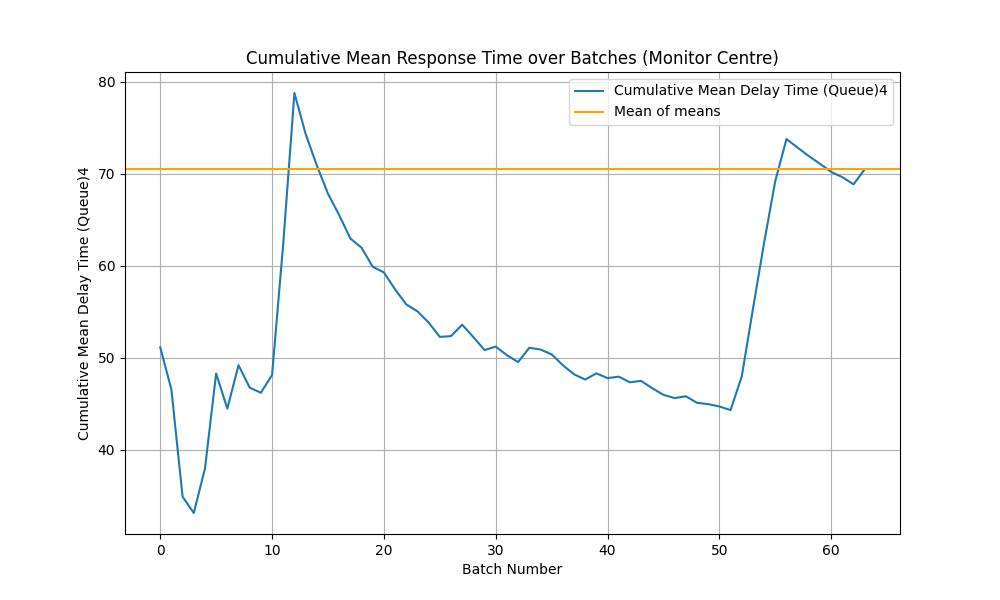 Cumulative Mean Response Time over Batches (Monitor Centre)
Cumulative Mean Delay Time (Queue)4
Mean of means
Cumulative Mean Delay Time (Queue)4
80
70
60
50
40
0 10 20 30 40 50 60
Batch Number